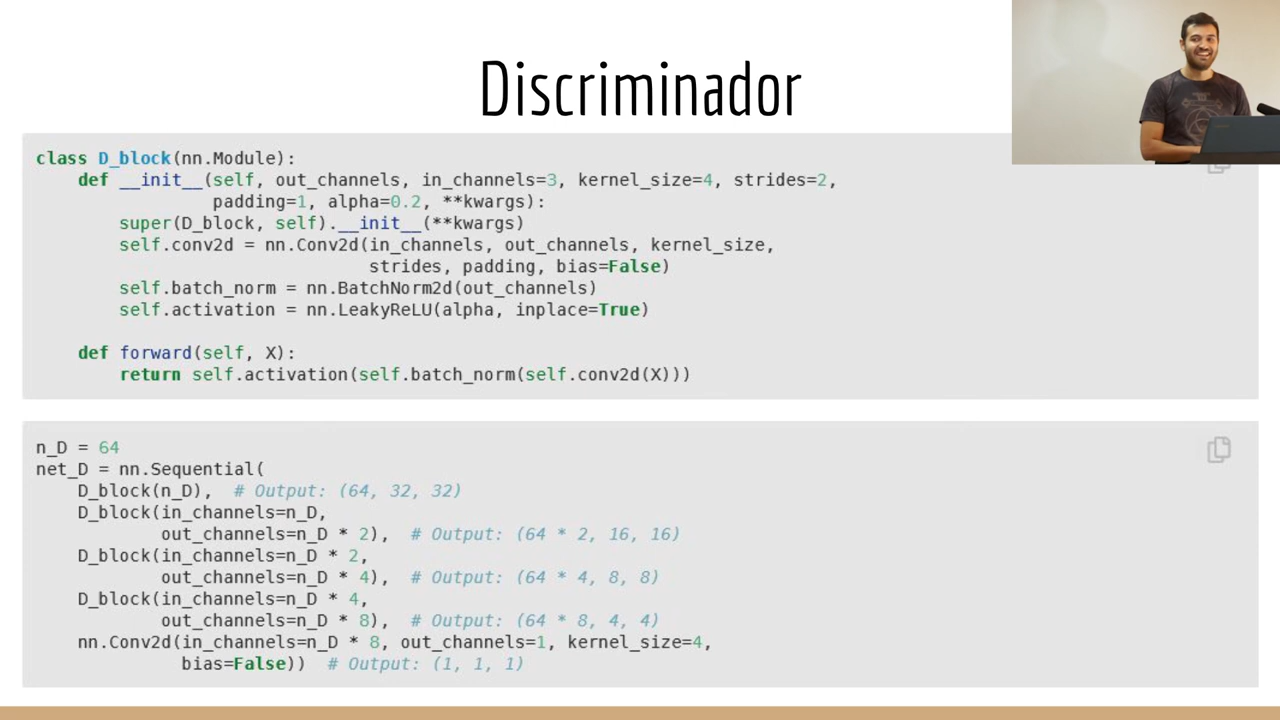 Discriminador
class D_block(nn.Module):
    def __init__(self, out_channels, in_channels=3, kernel_size=4, strides=2,
                 padding=1, alpha=0.2, **kwargs):
        super(D_block, self).__init__(**kwargs)
        self.conv2d = nn.Conv2d(in_channels, out_channels, kernel_size,
                                strides, padding, bias=False)
        self.batch_norm = nn.BatchNorm2d(out_channels)
        self.activation = nn.LeakyReLU(alpha, inplace=True)
    def forward(self, X):
        return self.activation(self.batch_norm(self.conv2d(X)))
n_D = 64
net_D = nn.Sequential(
    D_block(n_D),  # Output: (64, 32, 32)
    D_block(in_channels=n_D,
            out_channels=n_D * 2),  # Output: (64 * 2, 16, 16)
    D_block(in_channels=n_D * 2,
            out_channels=n_D * 4),  # Output: (64 * 4, 8, 8)
    D_block(in_channels=n_D * 4,
            out_channels=n_D * 8),  # Output: (64 * 8, 4, 4)
    nn.Conv2d(in_channels=n_D * 8, out_channels=1, kernel_size=4,
              bias=False))  # Output: (1, 1, 1)